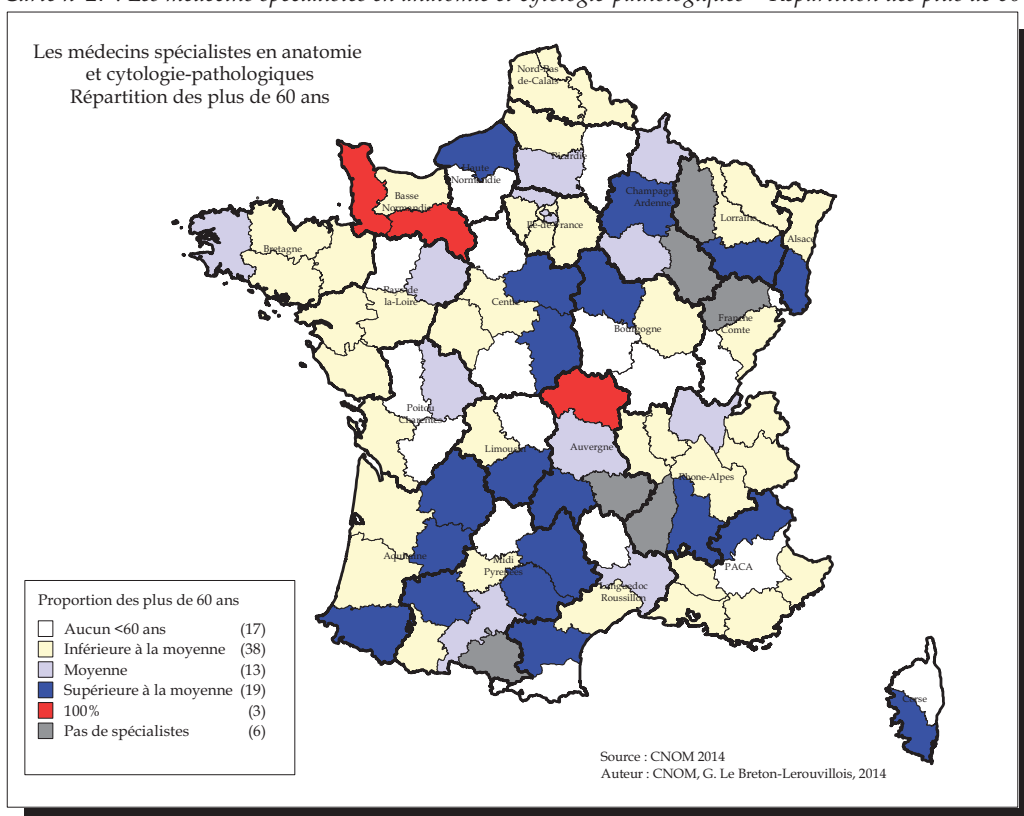 Les médecins spécialistes en anatomie
et cytologie-pathologiques
Répartition des plus de 60 ans
Nord-Pas
de-Calais
Picardie
Haute
Normandie
Basse
Normandie
Champagne
Ardenne
Lorraine
Alsace
Ile-de-France
Bretagne
Pays de
la-Loire
Centre
Bourgogne
Franche
Comte
Poitou
Charentes
Limousin
Auvergne
Rhone-Alpes
Aquitaine
Midi
Pyrenées
Languedoc
Roussillon
PACA
Corse
Proportion des plus de 60 ans
Aucun <60 ans (17)
Inférieure à la moyenne (38)
Moyenne (13)
Supérieure à la moyenne (19)
100% (3)
Pas de spécialistes (6)
Source : CNOM 2014
Auteur : CNOM, G. Le Breton-Lerouvillois, 2014